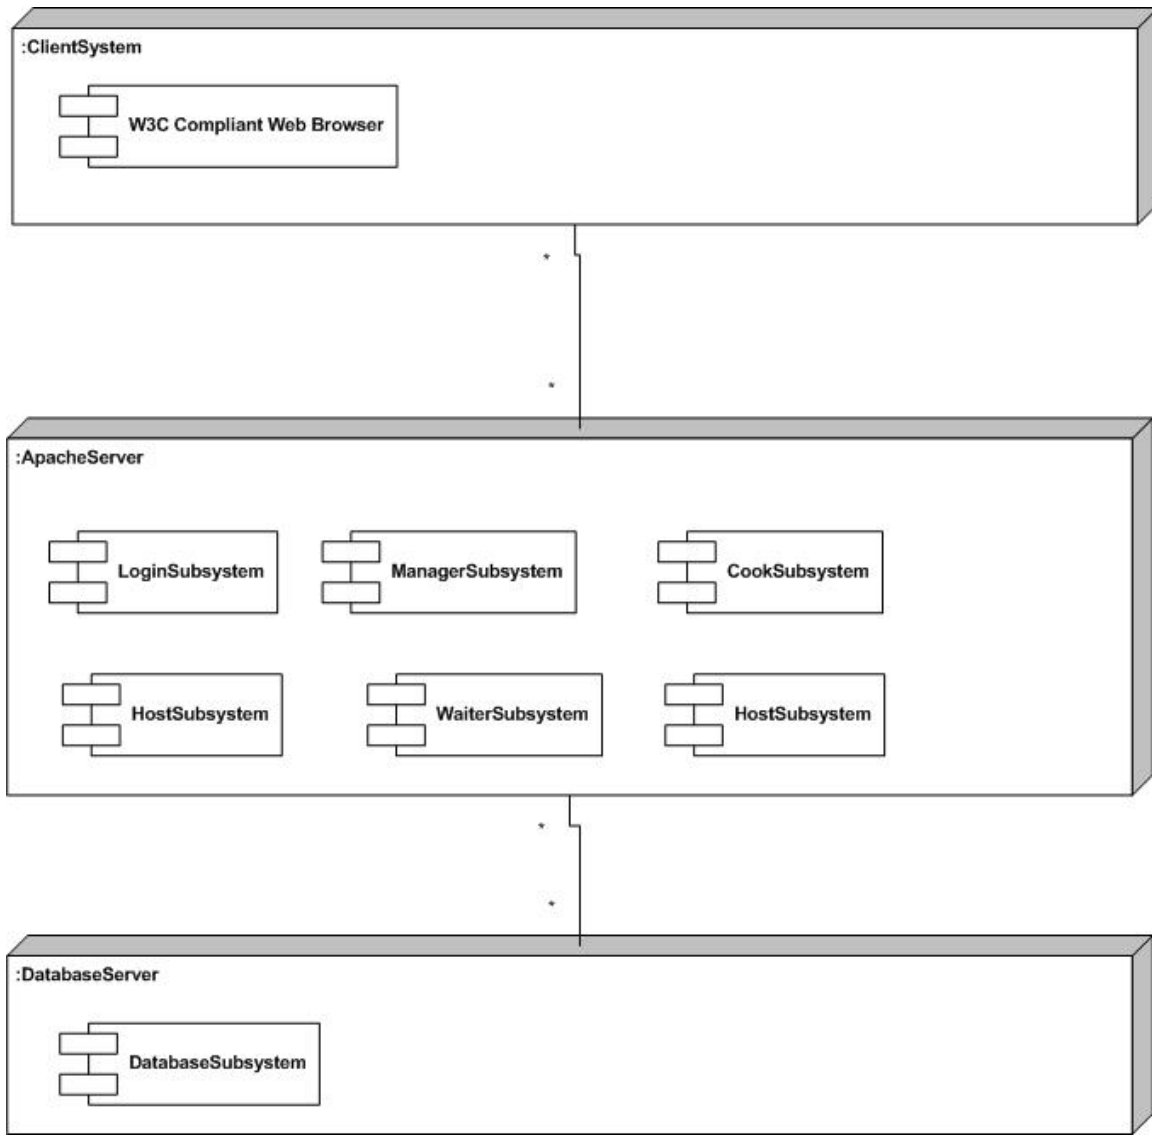 :ClientSystem
W3C Compliant Web Browser
*
*
:ApacheServer
LoginSubsystem
ManagerSubsystem
CookSubsystem
HostSubsystem
WaiterSubsystem
HostSubsystem
*
*
:DatabaseServer
DatabaseSubsystem